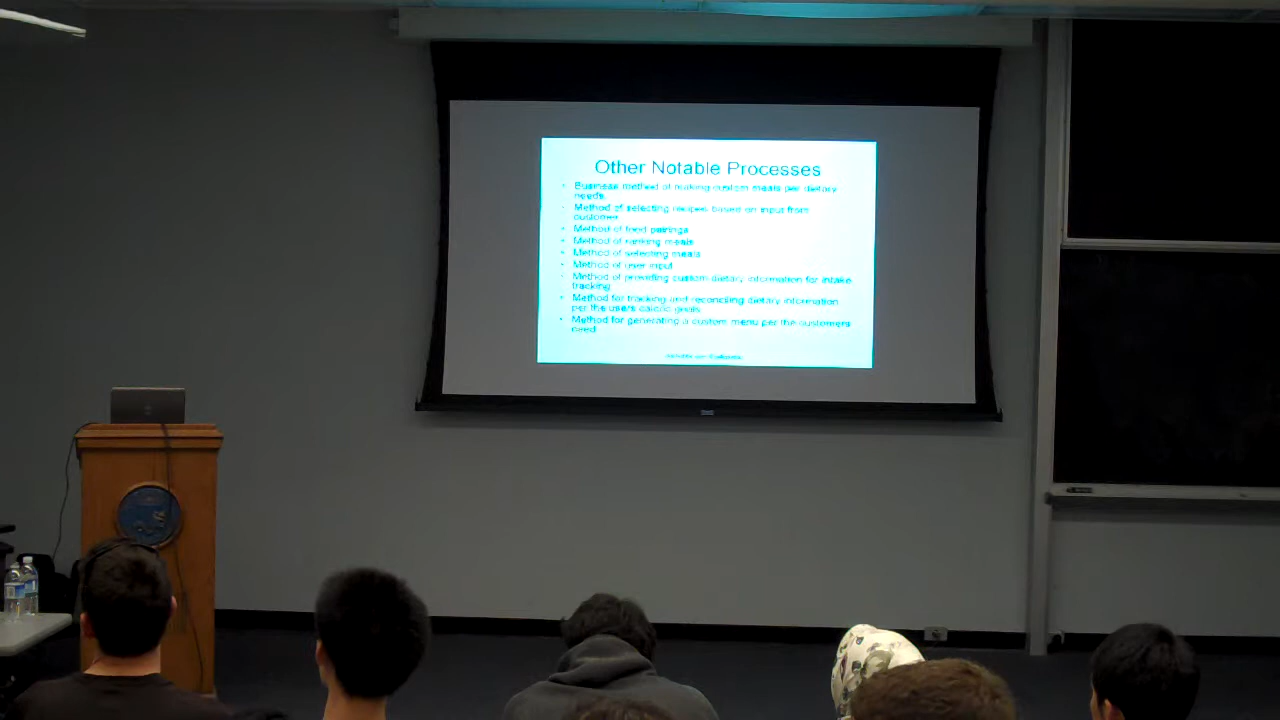 Other Notable Processes
• Business method of making custom meals per dietary
needs
• Method of selecting recipes based on input from
customer
• Method of food pairings
• Method of ranking meals
• Method of selecting meals
• Method of user input
• Method of providing custom dietary information for intake
tracking
• Method for tracking and reconciling dietary information
per the users caloric goals
• Method for generating a custom menu per the customers
need